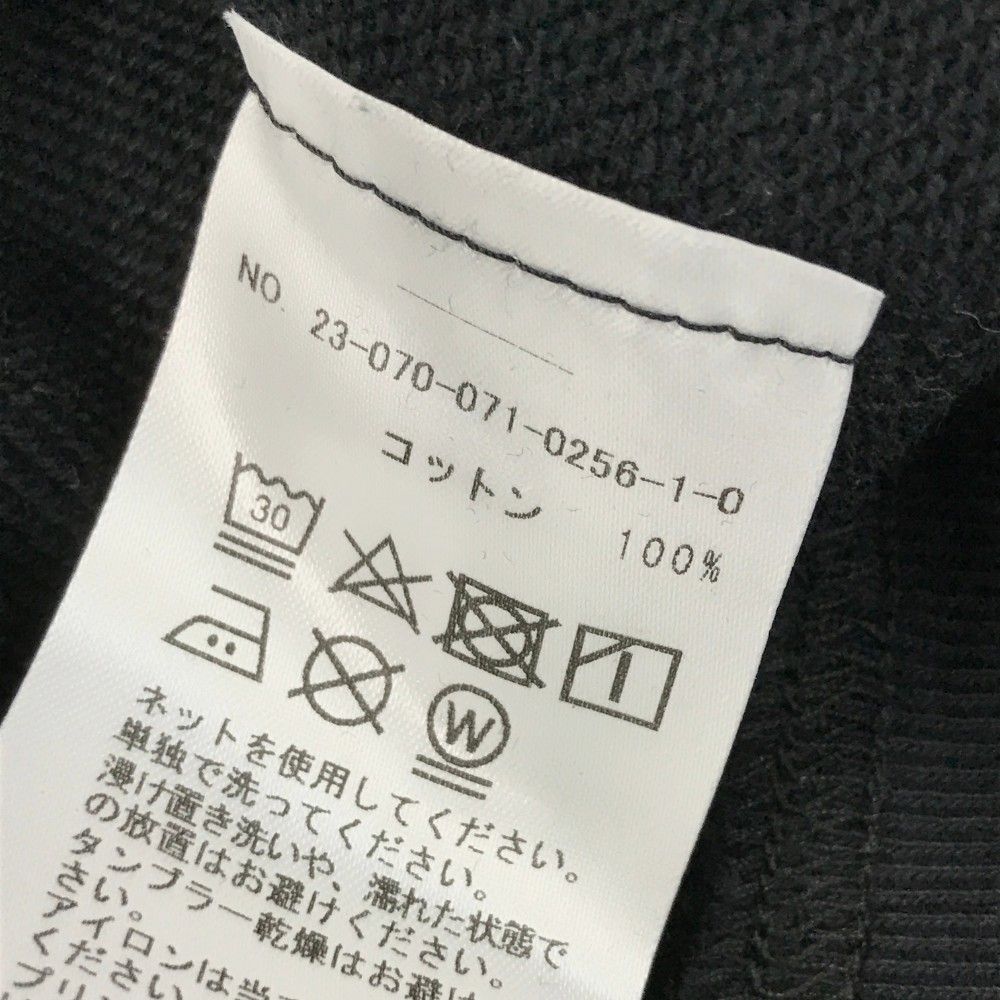 NO. 23-070-071-0256-1-0
コットン 100%
30
W
ネットを使用してください。
単独で洗ってください。
浸け置き洗いや、濡れた状態で
の放置はお避けください。
タンブラー乾燥はお避け
さい。
アイロンは当
ください
プリ